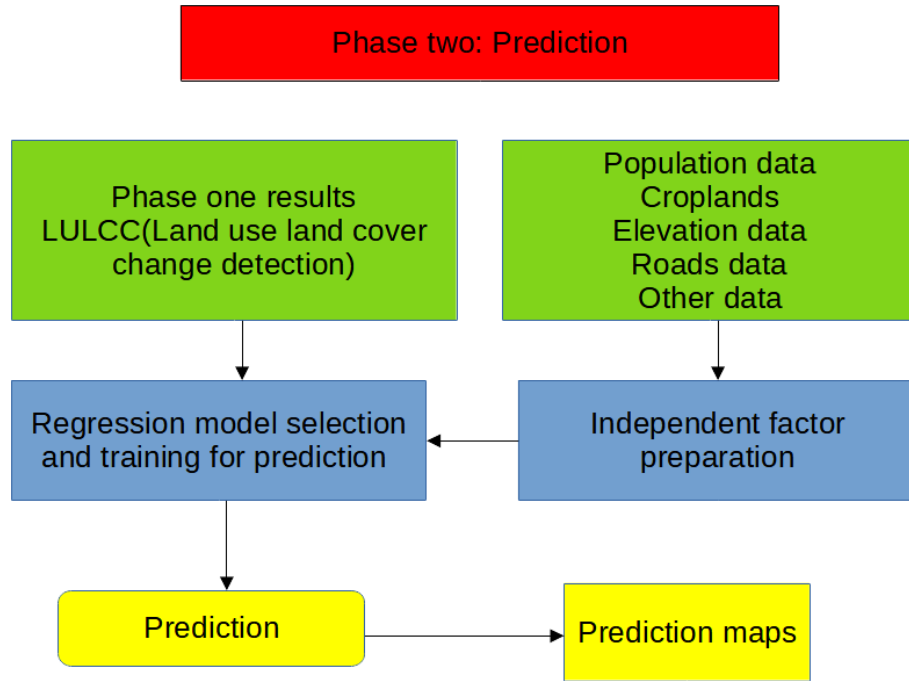 Phase two: Prediction
Phase one results
LULCC(Land use land cover
change detection)
Population data
Croplands
Elevation data
Roads data
Other data
Regression model selection
and training for prediction
Independent factor
preparation
Prediction
Prediction maps